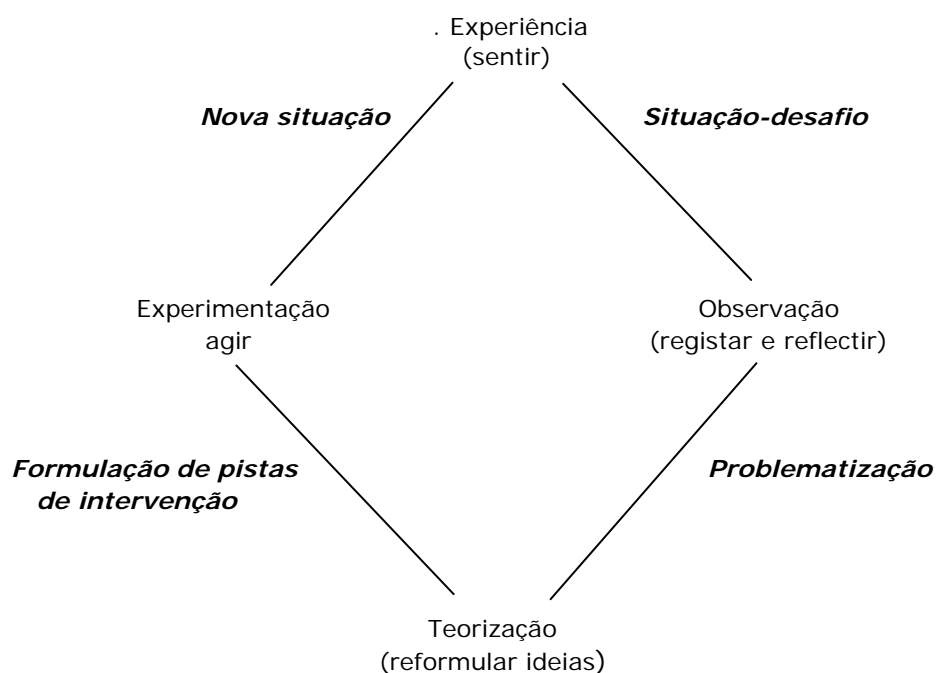 . Experiência
(sentir)
Nova situação
Situação-desafio
Experimentação
agir
Observação
(registar e reflectir)
Formulação de pistas
de intervenção
Problematização
Teorização
(reformular ideias)